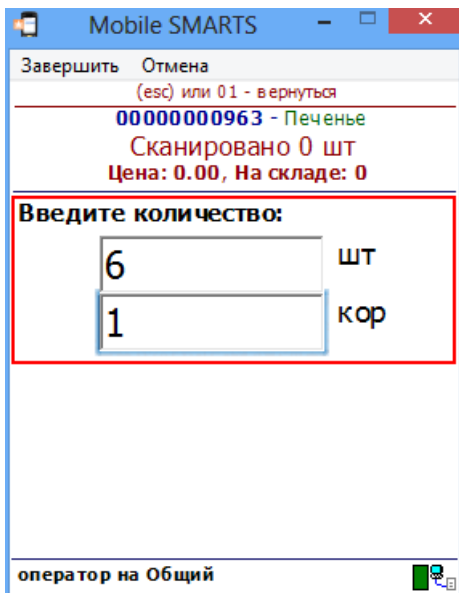 Mobile SMARTS
Завершить Отмена
(esc) или 01 - вернуться
00000000963 - Печенье
Сканировано 0 шт
Цена: 0.00, На складе: 0
Введите количество:
6 шт
1 кор
оператор на Общий